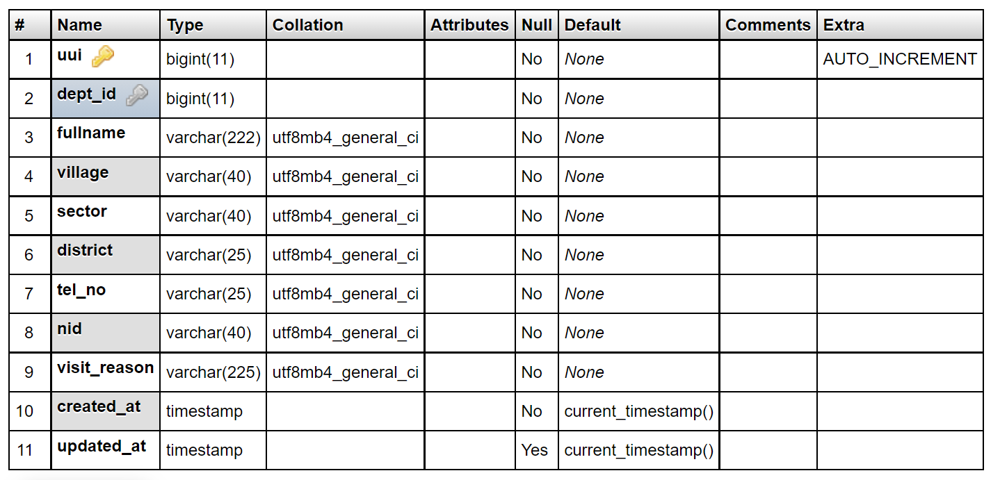 # Name Type Collation Attributes Null Default Comments Extra
1 uui bigint(11) No None AUTO_INCREMENT
2 dept_id bigint(11) No None
3 fullname varchar(222) utf8mb4_general_ci No None
4 village varchar(40) utf8mb4_general_ci No None
5 sector varchar(40) utf8mb4_general_ci No None
6 district varchar(25) utf8mb4_general_ci No None
7 tel_no varchar(25) utf8mb4_general_ci No None
8 nid varchar(40) utf8mb4_general_ci No None
9 visit_reason varchar(225) utf8mb4_general_ci No None
10 created_at timestamp No current_timestamp()
11 updated_at timestamp Yes current_timestamp()